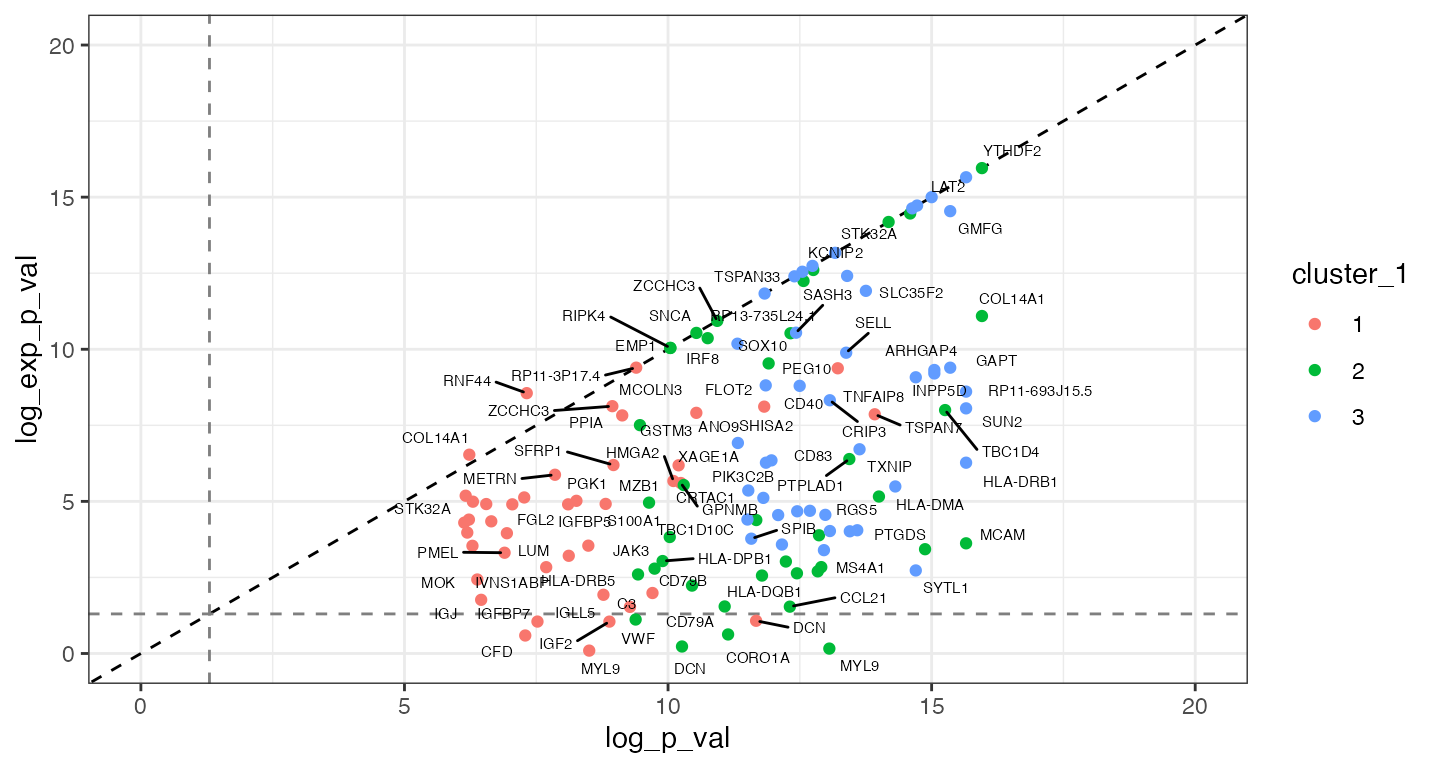 20
15
10
5
0
log_exp_p_val
YTHDF2
LAT2
GMFG
STK32A
KCNIP2
TSPAN33
SLC35F2
ZCCHC3
SASH3
COL14A1
RIPK4
SNCA
RP13-735L24.1
SELL
EMP1
IRF8
SOX10
ARHGAP4
GAPT
RNF44
RP11-3P17.4
PEG10
MCOLN3
FLOT2
INPP5D
RP11-693J15.5
CD40
TNFAIP8
ZCCHC3
PPIA
GSTM3
ANO9
SHISA2
CRIP3
TSPAN7
SUN2
COL14A1
SFRP1
HMGA2
XAGE1A
CD83
TXNIP
TBC1D4
METRN
PGK1
MZB1
PIK3C2B
PTPLAD1
HLA-DRB1
CRTAC1
STK32A
FGL2
IGFBP5
S100A1
GPNMB
RGS5
HLA-DMA
TBC1D10C
SPIB
PTGDS
MCAM
PMEL
LUM
JAK3
HLA-DPB1
MS4A1
MOK
IVNS1ABP
HLA-DRB5
CD79B
HLA-DQB1
SYTL1
CCL21
IGJ
IGFBP7
IGLL5
C3
CD79A
DCN
CFD
IGF2
VWF
MYL9
DCN
CORO1A
MYL9
0
5
10
15
20
log_p_val
cluster_1
1
2
3